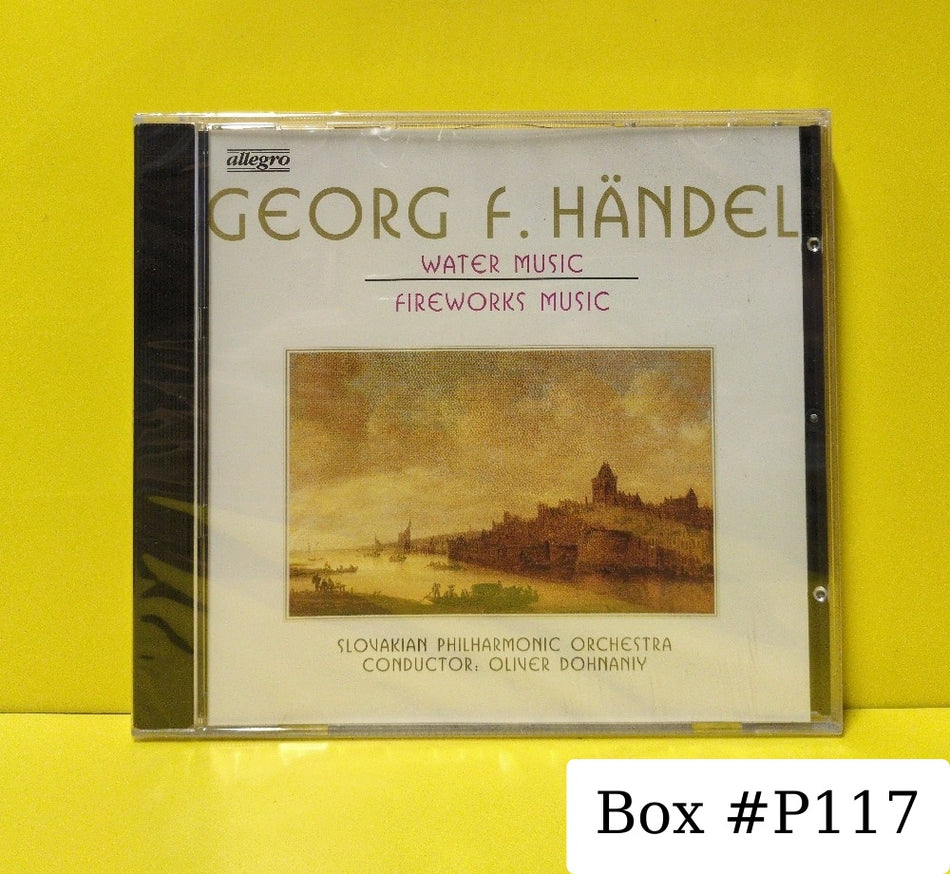 allegro
GEORG F. HÄNDEL
WATER MUSIC
FIREWORKS MUSIC
SLOVAKIAN PHILHARMONIC ORCHESTRA
CONDUCTOR: OLIVER DOHNANIY
Box #P117